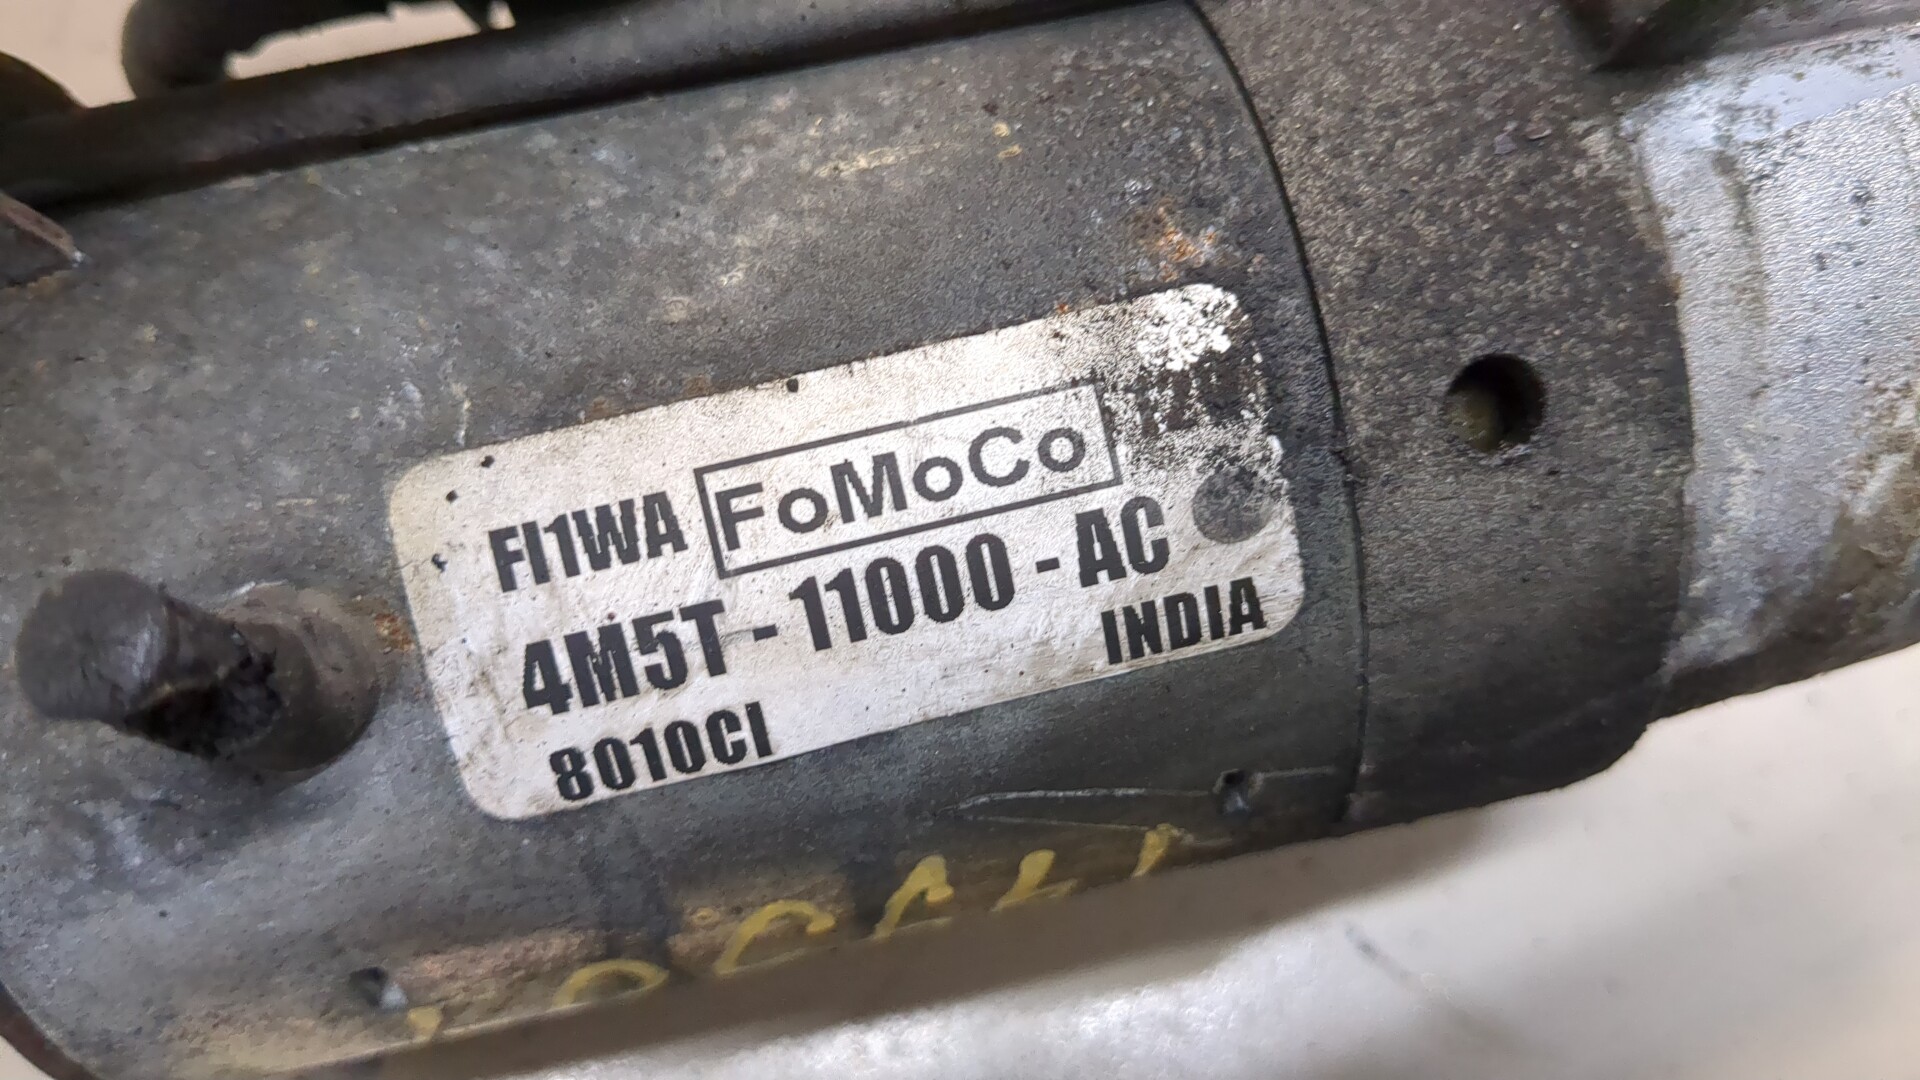 FI1WA FoMoCo
4M5T - 11000 - AC
INDIA
8010CI